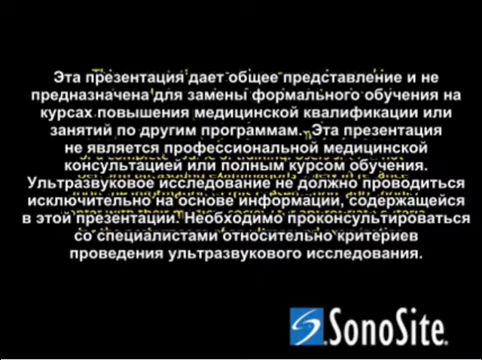 Эта презентация дает общее представление и не
предназначена для замены формального обучения на
курсах повышения медицинской квалификации или
занятий по другим программам. Эта презентация
не является профессиональной медицинской
консультацией или полным курсом обучения.
Ультразвуковое исследование не должно проводиться
исключительно на основе информации, содержащейся
в этой презентации. Необходимо проконсультироваться
со специалистами относительно критериев
проведения ультразвукового исследования.
SonoSite.